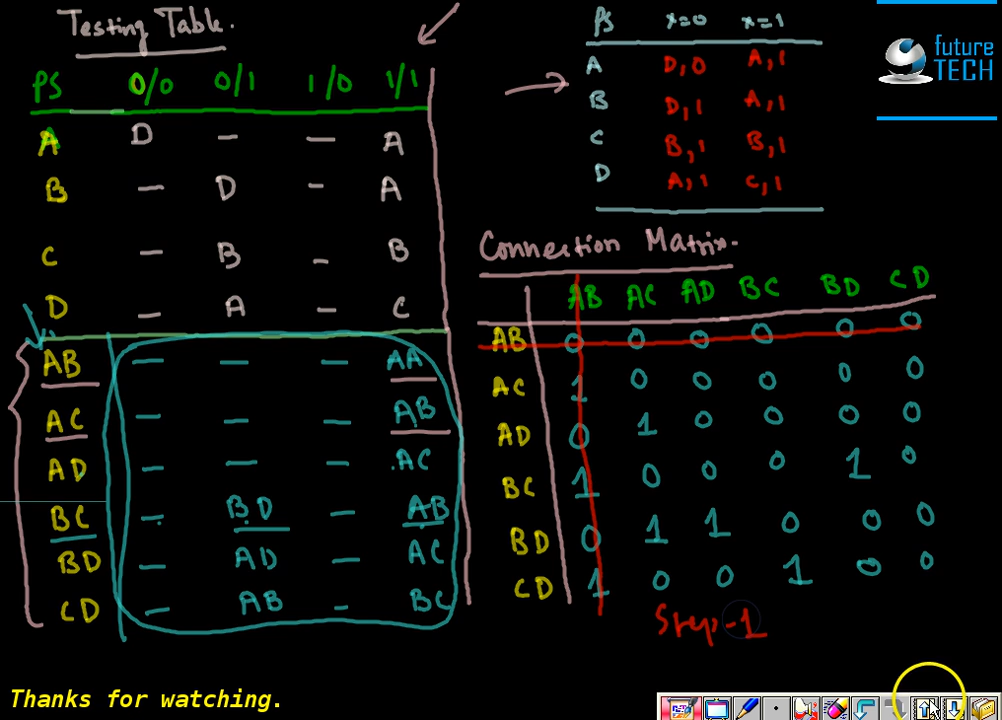 Testing Table.
PS 0/0 0/1 1/0 1/1
A D - - A
B - D - A
C - B - B
D - A - C
AB - - - AA
AC - - - AB
AD - - - .AC
BC - BD - AB
BD - AD - AC
CD - AB - BC
PS x=0 x=1
A D,0 A,1
B D,1 A,1
C B,1 B,1
D A,1 C,1
future
TECH
Connection Matrix.
AB AC AD BC BD CD
AB 0 0 0 0 0 0
AC 1 0 0 0 0 0
AD 0 1 0 0 0 0
BC 1 0 0 0 1 0
BD 0 1 1 0 0 0
CD 1 0 0 1 0 0
Step-1
Thanks for watching.